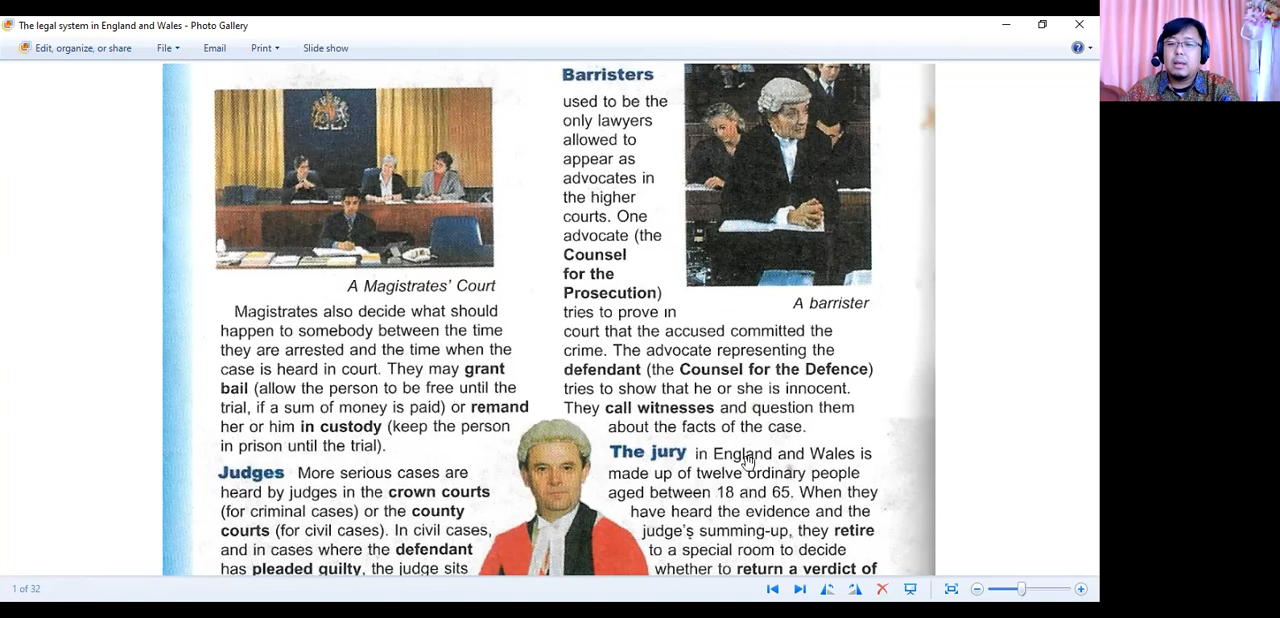 The legal system in England and Wales - Photo Gallery
Edit, organize, or share
File
Email
Print
Slide show
A Magistrates' Court
Magistrates also decide what should
happen to somebody between the time
they are arrested and the time when the
case is heard in court. They may grant
bail (allow the person to be free until the
trial, if a sum of money is paid) or remand
her or him in custody (keep the person
in prison until the trial).
Judges More serious cases are
heard by judges in the crown courts
(for criminal cases) or the county
courts (for civil cases). In civil cases,
and in cases where the defendant
has pleaded guilty, the judge sits
Barristers
used to be the
only lawyers
allowed to
appear as
advocates in
the higher
courts. One
advocate (the
Counsel
for the
Prosecution)
tries to prove in
court that the accused committed the
crime. The advocate representing the
defendant (the Counsel for the Defence)
tries to show that he or she is innocent.
They call witnesses and question them
about the facts of the case.
A barrister
The jury in England and Wales is
made up of twelve ordinary people
aged between 18 and 65. When they
have heard the evidence and the
judge's summing-up, they retire
to a special room to decide
whether to return a verdict of
1 of 32